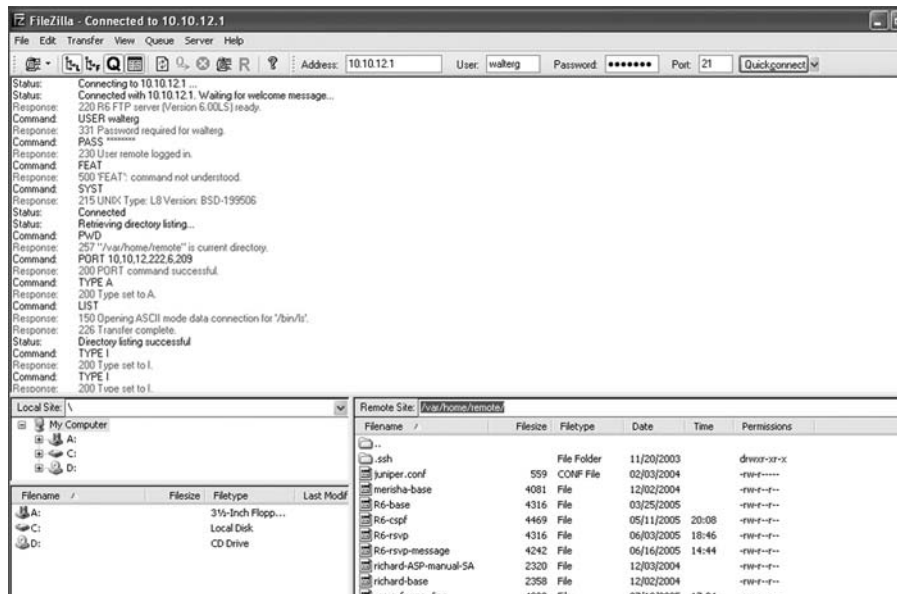 FileZilla - Connected to 10.10.12.1
File Edit Transfer View Queue Server Help
Address: 10.10.12.1 User: walterg Password: ●●●●●●● Port: 21 Quickconnect
Status: Connecting to 10.10.12.1 ...
Status: Connected with 10.10.12.1. Waiting for welcome message...
Response: 220 R6 FTP server (Version 6.00LS) ready.
Command: USER walterg
Response: 331 Password required for walterg.
Command: PASS ********
Response: 230 User remote logged in.
Command: FEAT
Response: 500 'FEAT': command not understood.
Command: SYST
Response: 215 UNIX Type: L8 Version: BSD-199506
Status: Connected
Status: Retrieving directory listing...
Command: PWD
Response: 257 "/var/home/remote" is current directory.
Command: PORT 10,10,12,222,6,209
Response: 200 PORT command successful.
Command: TYPE A
Response: 200 Type set to A.
Command: LIST
Response: 150 Opening ASCII mode data connection for '/bin/ls'.
Response: 226 Transfer complete.
Status: Directory listing successful
Command: TYPE I
Response: 200 Type set to I.
Command: TYPE I
Response: 200 Type set to I.
Local Site: \
My Computer
A:
C:
D:
Filename / Filesize Filetype Last Modif
A: 3½-Inch Flopp...
C: Local Disk
D: CD Drive
Remote Site: /var/home/remote/
Filename / Filesize Filetype Date Time Permissions
..
.ssh File Folder 11/20/2003 drwxr-xr-x
juniper.conf 559 CONF File 02/03/2004 -rw-r-----
merisha-base 4081 File 12/02/2004 -rw-r--r--
R6-base 4316 File 03/25/2005 -rw-r--r--
R6-cspf 4469 File 05/11/2005 20:08 -rw-r--r--
R6-rsvp 4316 File 06/03/2005 18:46 -rw-r--r--
R6-rsvp-message 4242 File 06/16/2005 14:44 -rw-r--r--
richard-ASP-manual-SA 2320 File 12/03/2004 -rw-r--r--
richard-base 2358 File 12/02/2004 -rw-r--r--